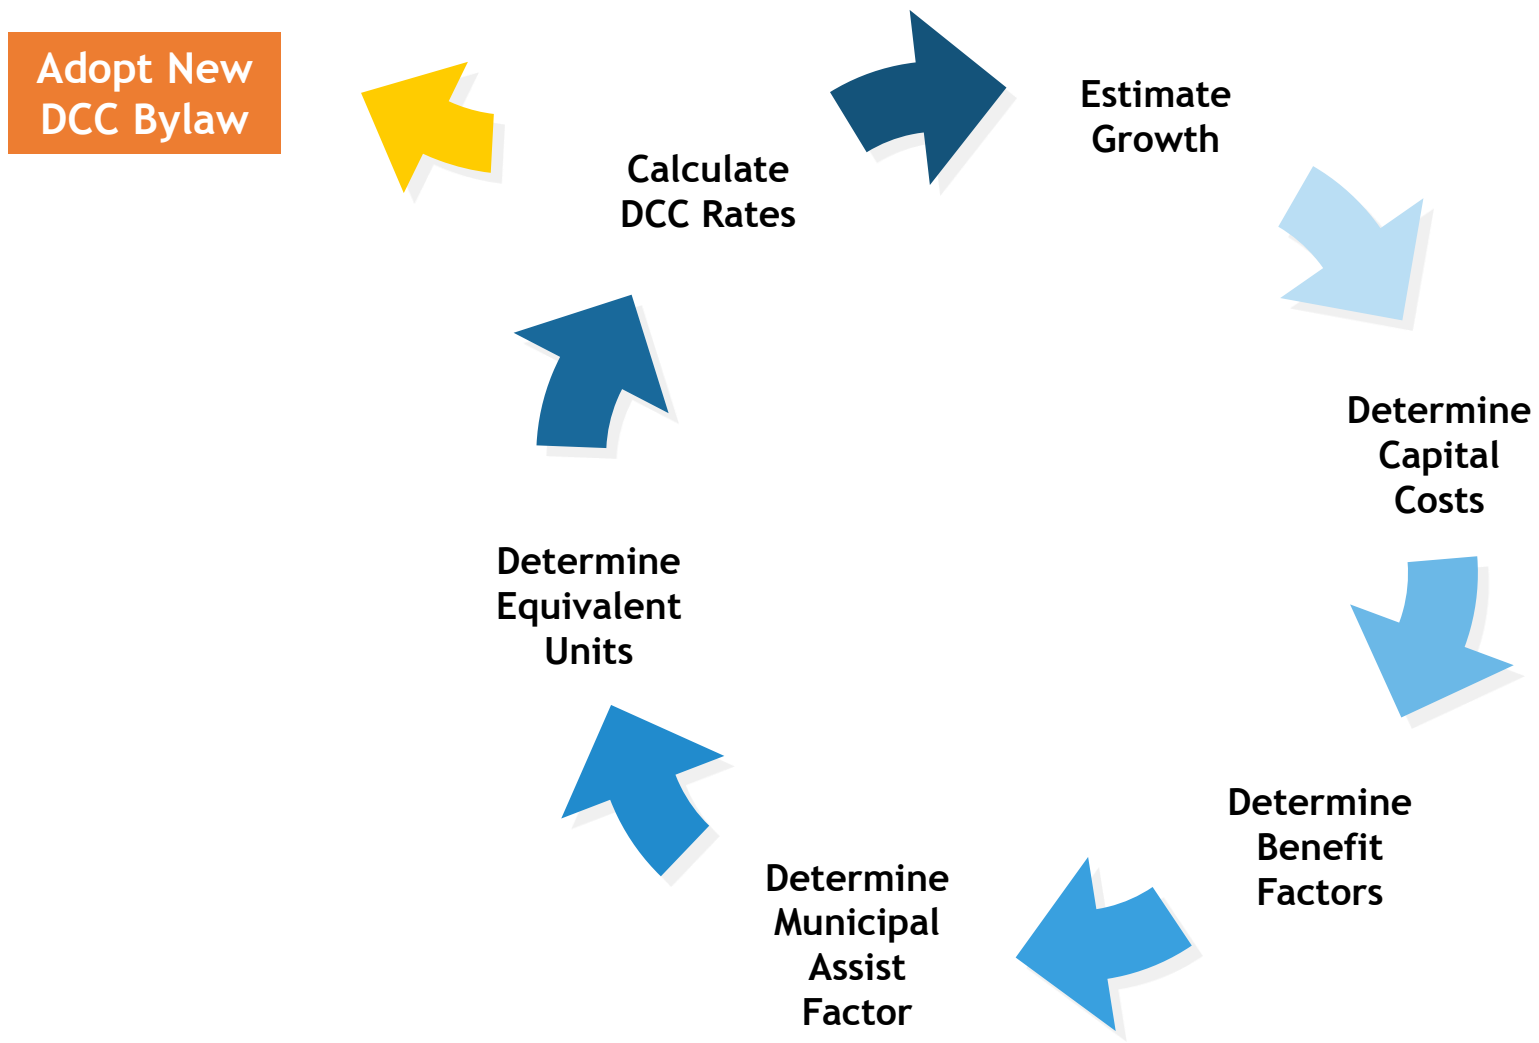 Adopt New
DCC Bylaw
Calculate
DCC Rates
Estimate
Growth
Determine
Capital
Costs
Determine
Benefit
Factors
Determine
Municipal
Assist
Factor
Determine
Equivalent
Units